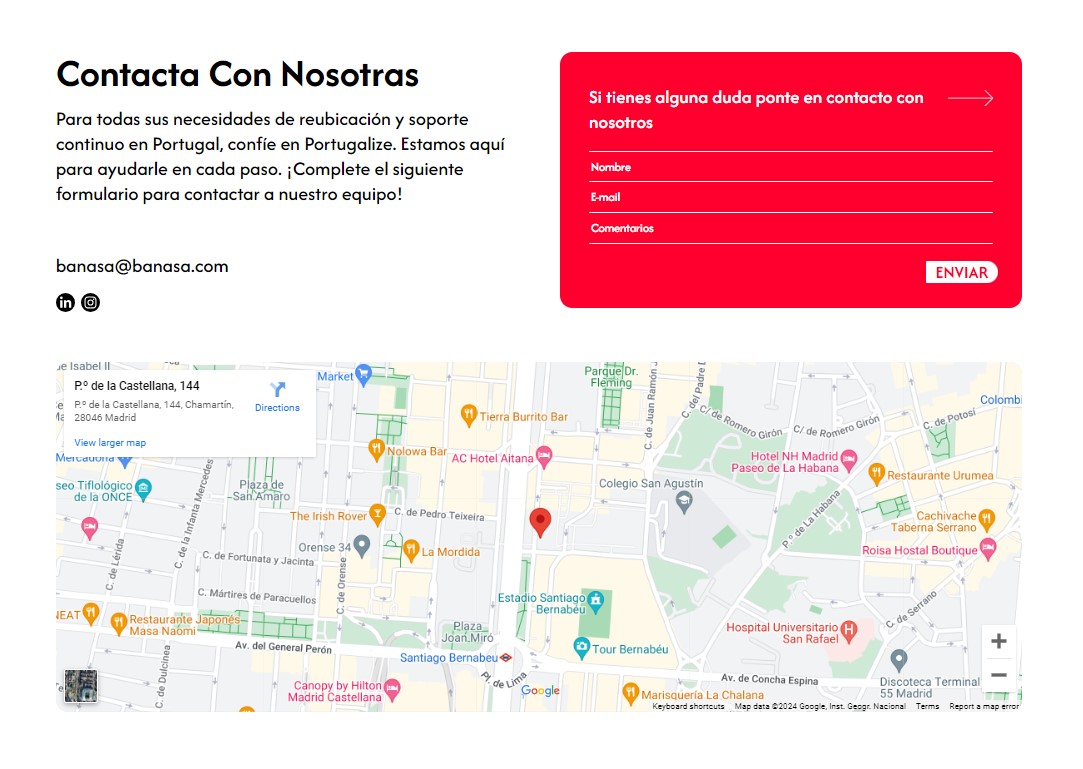 Contacta Con Nosotras
Para todas sus necesidades de reubicación y soporte
continuo en Portugal, confíe en Portugalize. Estamos aquí
para ayudarle en cada paso. ¡Complete el siguiente
formulario para contactar a nuestro equipo!
banasa@banasa.com
in
Si tienes alguna duda ponte en contacto con
nosotros
Nombre
E-mail
Comentarios
ENVIAR
P.º de la Castellana, 144
P.º de la Castellana, 144, Chamartín,
28046 Madrid
View larger map
Directions
Isabel II
Market
Parque Dr.
Fleming
C. de Juan Ramón J
C. del Padre D
C/ de Romero Girón
C/ de Romero Girón
C. de Potosí
Colombi
Tierra Burrito Bar
Nolowa Bar
AC Hotel Aitana
Hotel NH Madrid
Paseo de La Habana
Restaurante Urumea
Mercadona
seo Tiflológico
de la ONCE
Plaza de
San Amaro
C. de la Infanta Mercedes
Colegio San Agustín
The Irish Rover
C. de Pedro Teixeira
P.º de La Habana
Cachavache
Taberna Serrano
Orense 34
La Mordida
Roisa Hostal Boutique
C. de Lérida
C. de Fortunata y Jacinta
C. de Orense
C. Mártires de Paracuellos
Estadio Santiago
Bernabéu
C. de Serrano
NEAT
Restaurante Japonés
Masa Naomi
Plaza
Joan Miró
Hospital Universitario
San Rafael
Av. del General Perón
Santiago Bernabeu
Tour Bernabéu
C. de Dulcinea
Pl. de Lima
Av. de Concha Espina
Discoteca Terminal
55 Madrid
Canopy by Hilton
Madrid Castellana
Google
Marisquería La Chalana
Keyboard shortcuts
Map data ©2024 Google, Inst. Geogr. Nacional
Terms
Report a map error